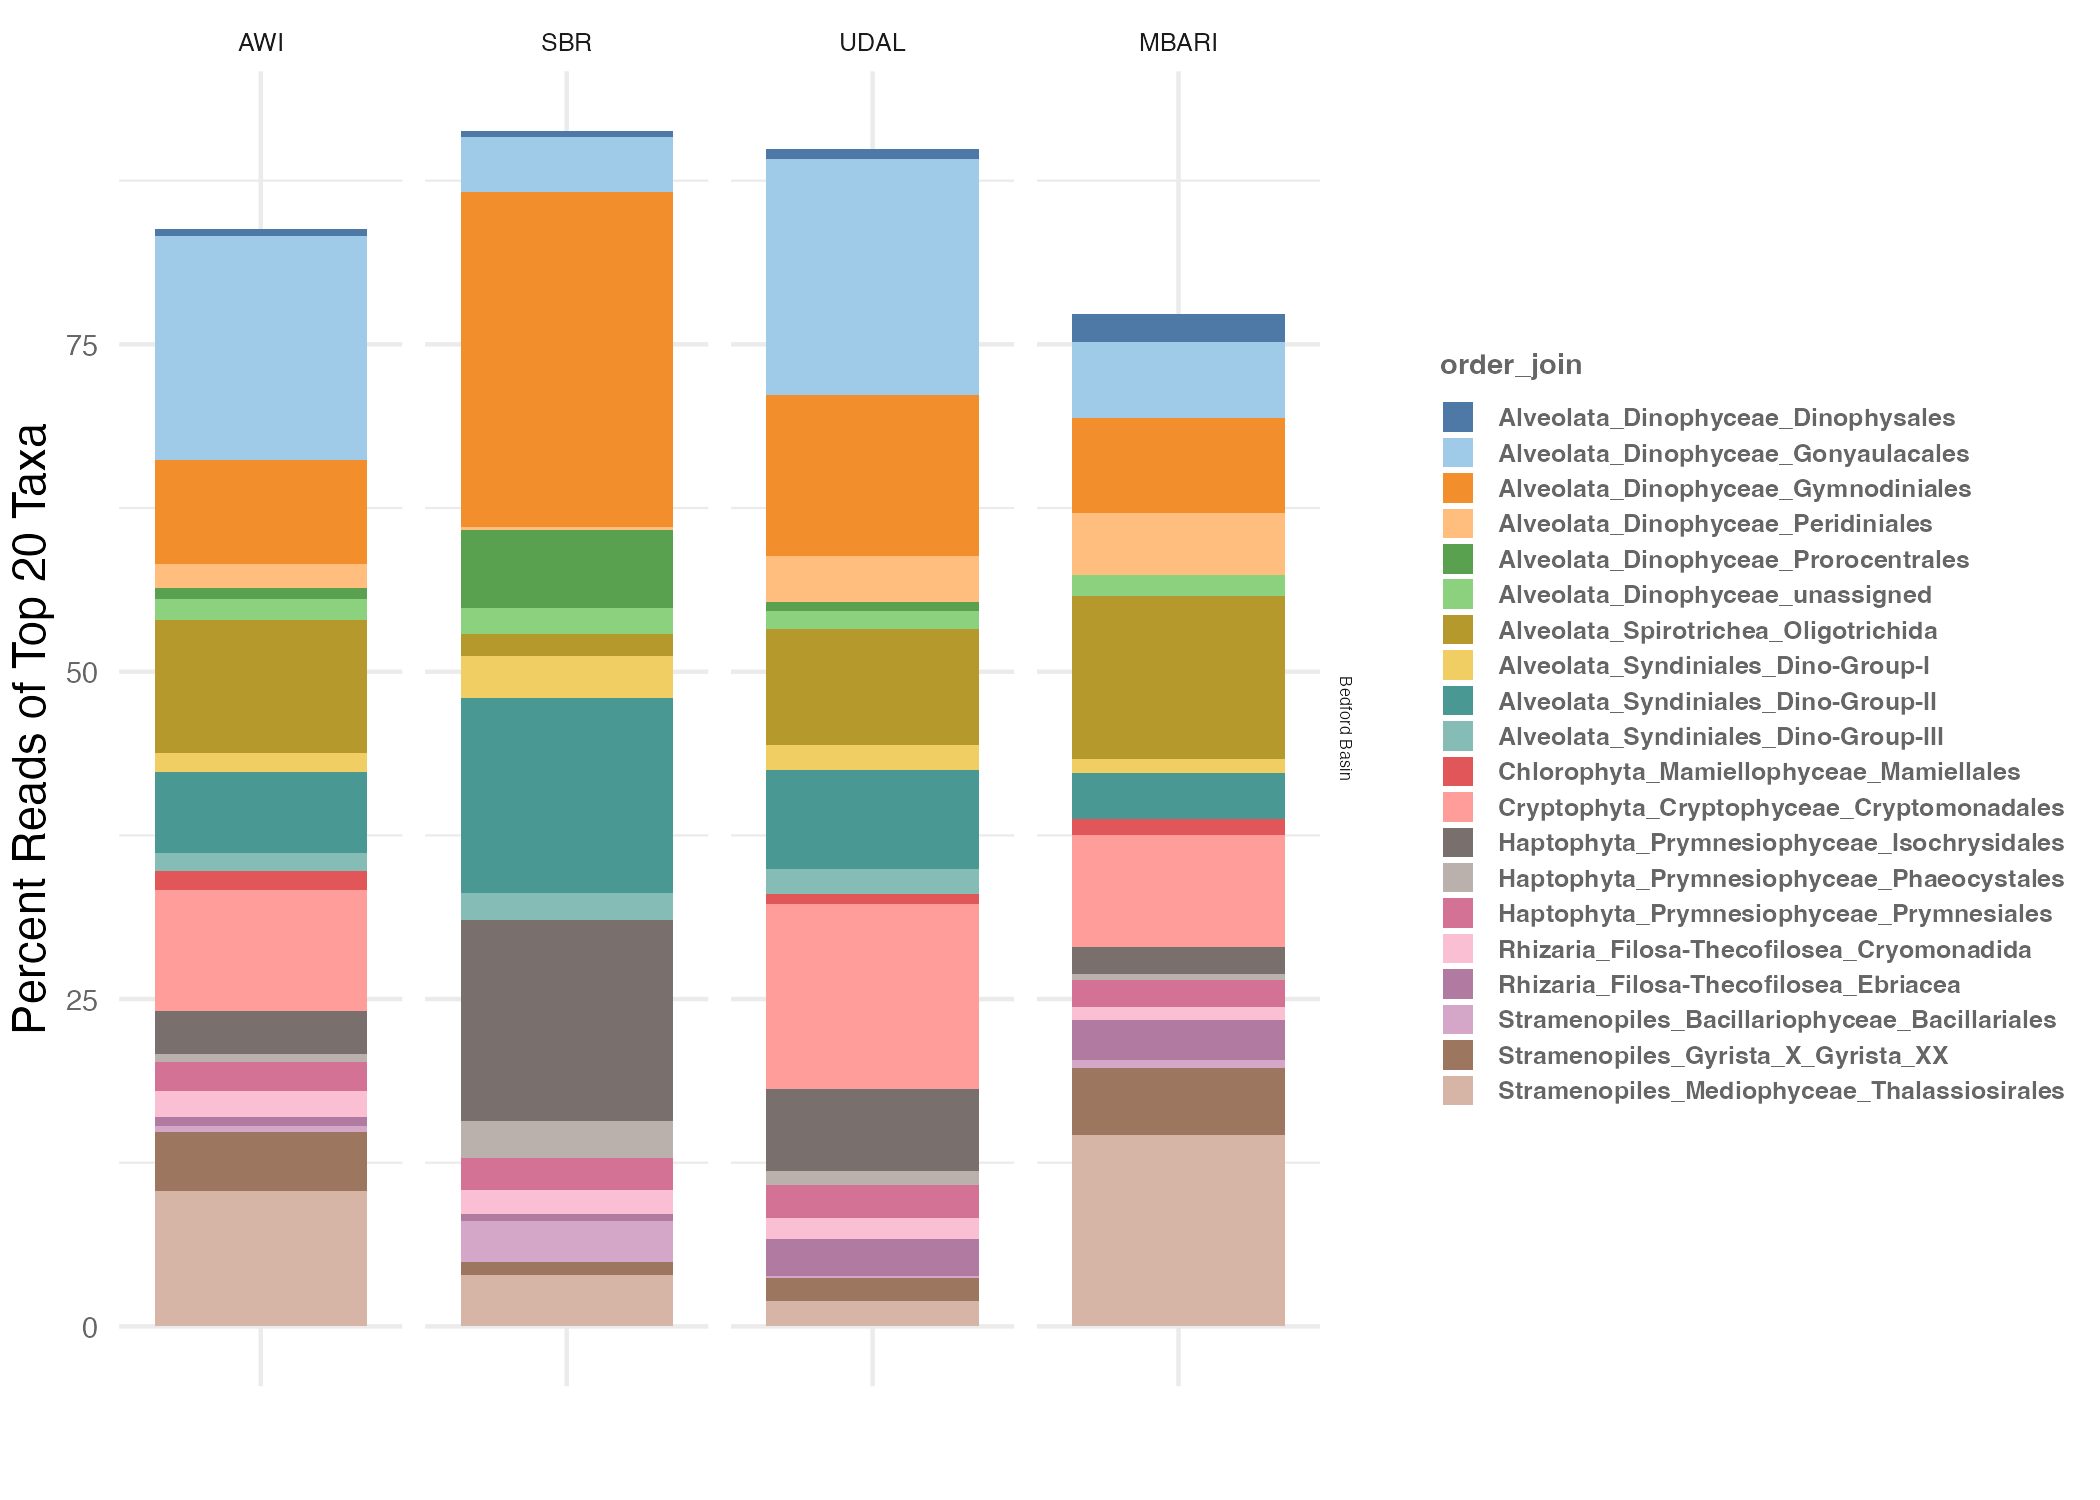 AWI
SBR
UDAL
MBARI
Percent Reads of Top 20 Taxa
75
50
25
0
Bedford Basin
order_join
Alveolata_Dinophyceae_Dinophysales
Alveolata_Dinophyceae_Gonyaulacales
Alveolata_Dinophyceae_Gymnodiniales
Alveolata_Dinophyceae_Peridiniales
Alveolata_Dinophyceae_Prorocentrales
Alveolata_Dinophyceae_unassigned
Alveolata_Spirotrichea_Oligotrichida
Alveolata_Syndiniales_Dino-Group-I
Alveolata_Syndiniales_Dino-Group-II
Alveolata_Syndiniales_Dino-Group-III
Chlorophyta_Mamiellophyceae_Mamiellales
Cryptophyta_Cryptophyceae_Cryptomonadales
Haptophyta_Prymnesiophyceae_Isochrysidales
Haptophyta_Prymnesiophyceae_Phaeocystales
Haptophyta_Prymnesiophyceae_Prymnesiales
Rhizaria_Filosa-Thecofilosea_Cryomonadida
Rhizaria_Filosa-Thecofilosea_Ebriacea
Stramenopiles_Bacillariophyceae_Bacillariales
Stramenopiles_Gyrista_X_Gyrista_XX
Stramenopiles_Mediophyceae_Thalassiosirales